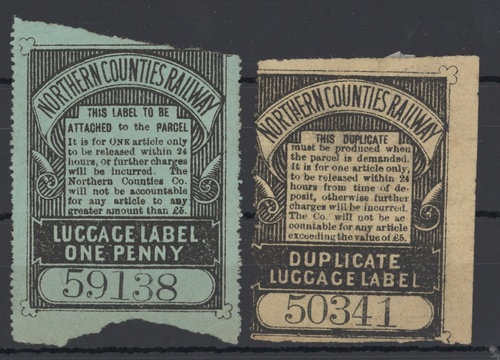 NORTHERN COUNTIES RAILWAY
THIS LABEL TO BE
ATTACHED to the PARCEL
It is for ONE article only
to be released within 24
hours, or further charges
will be incurred. The
Northern Counties Co.
will not be accountable
for any article to any
greater amount than £5.
LUGGAGE LABEL.
ONE PENNY
59138
NORTHERN COUNTIES RAILWAY
THIS DUPLICATE
must be produced when
the parcel is demanded.
It is for one article only,
to be released within 24
hours from time of de-
posit, otherwise further
charges will be incurred.
The Co. will not be ac-
countable for any article
exceeding the value of £5.
DUPLICATE
LUGGAGE LABEL
50341